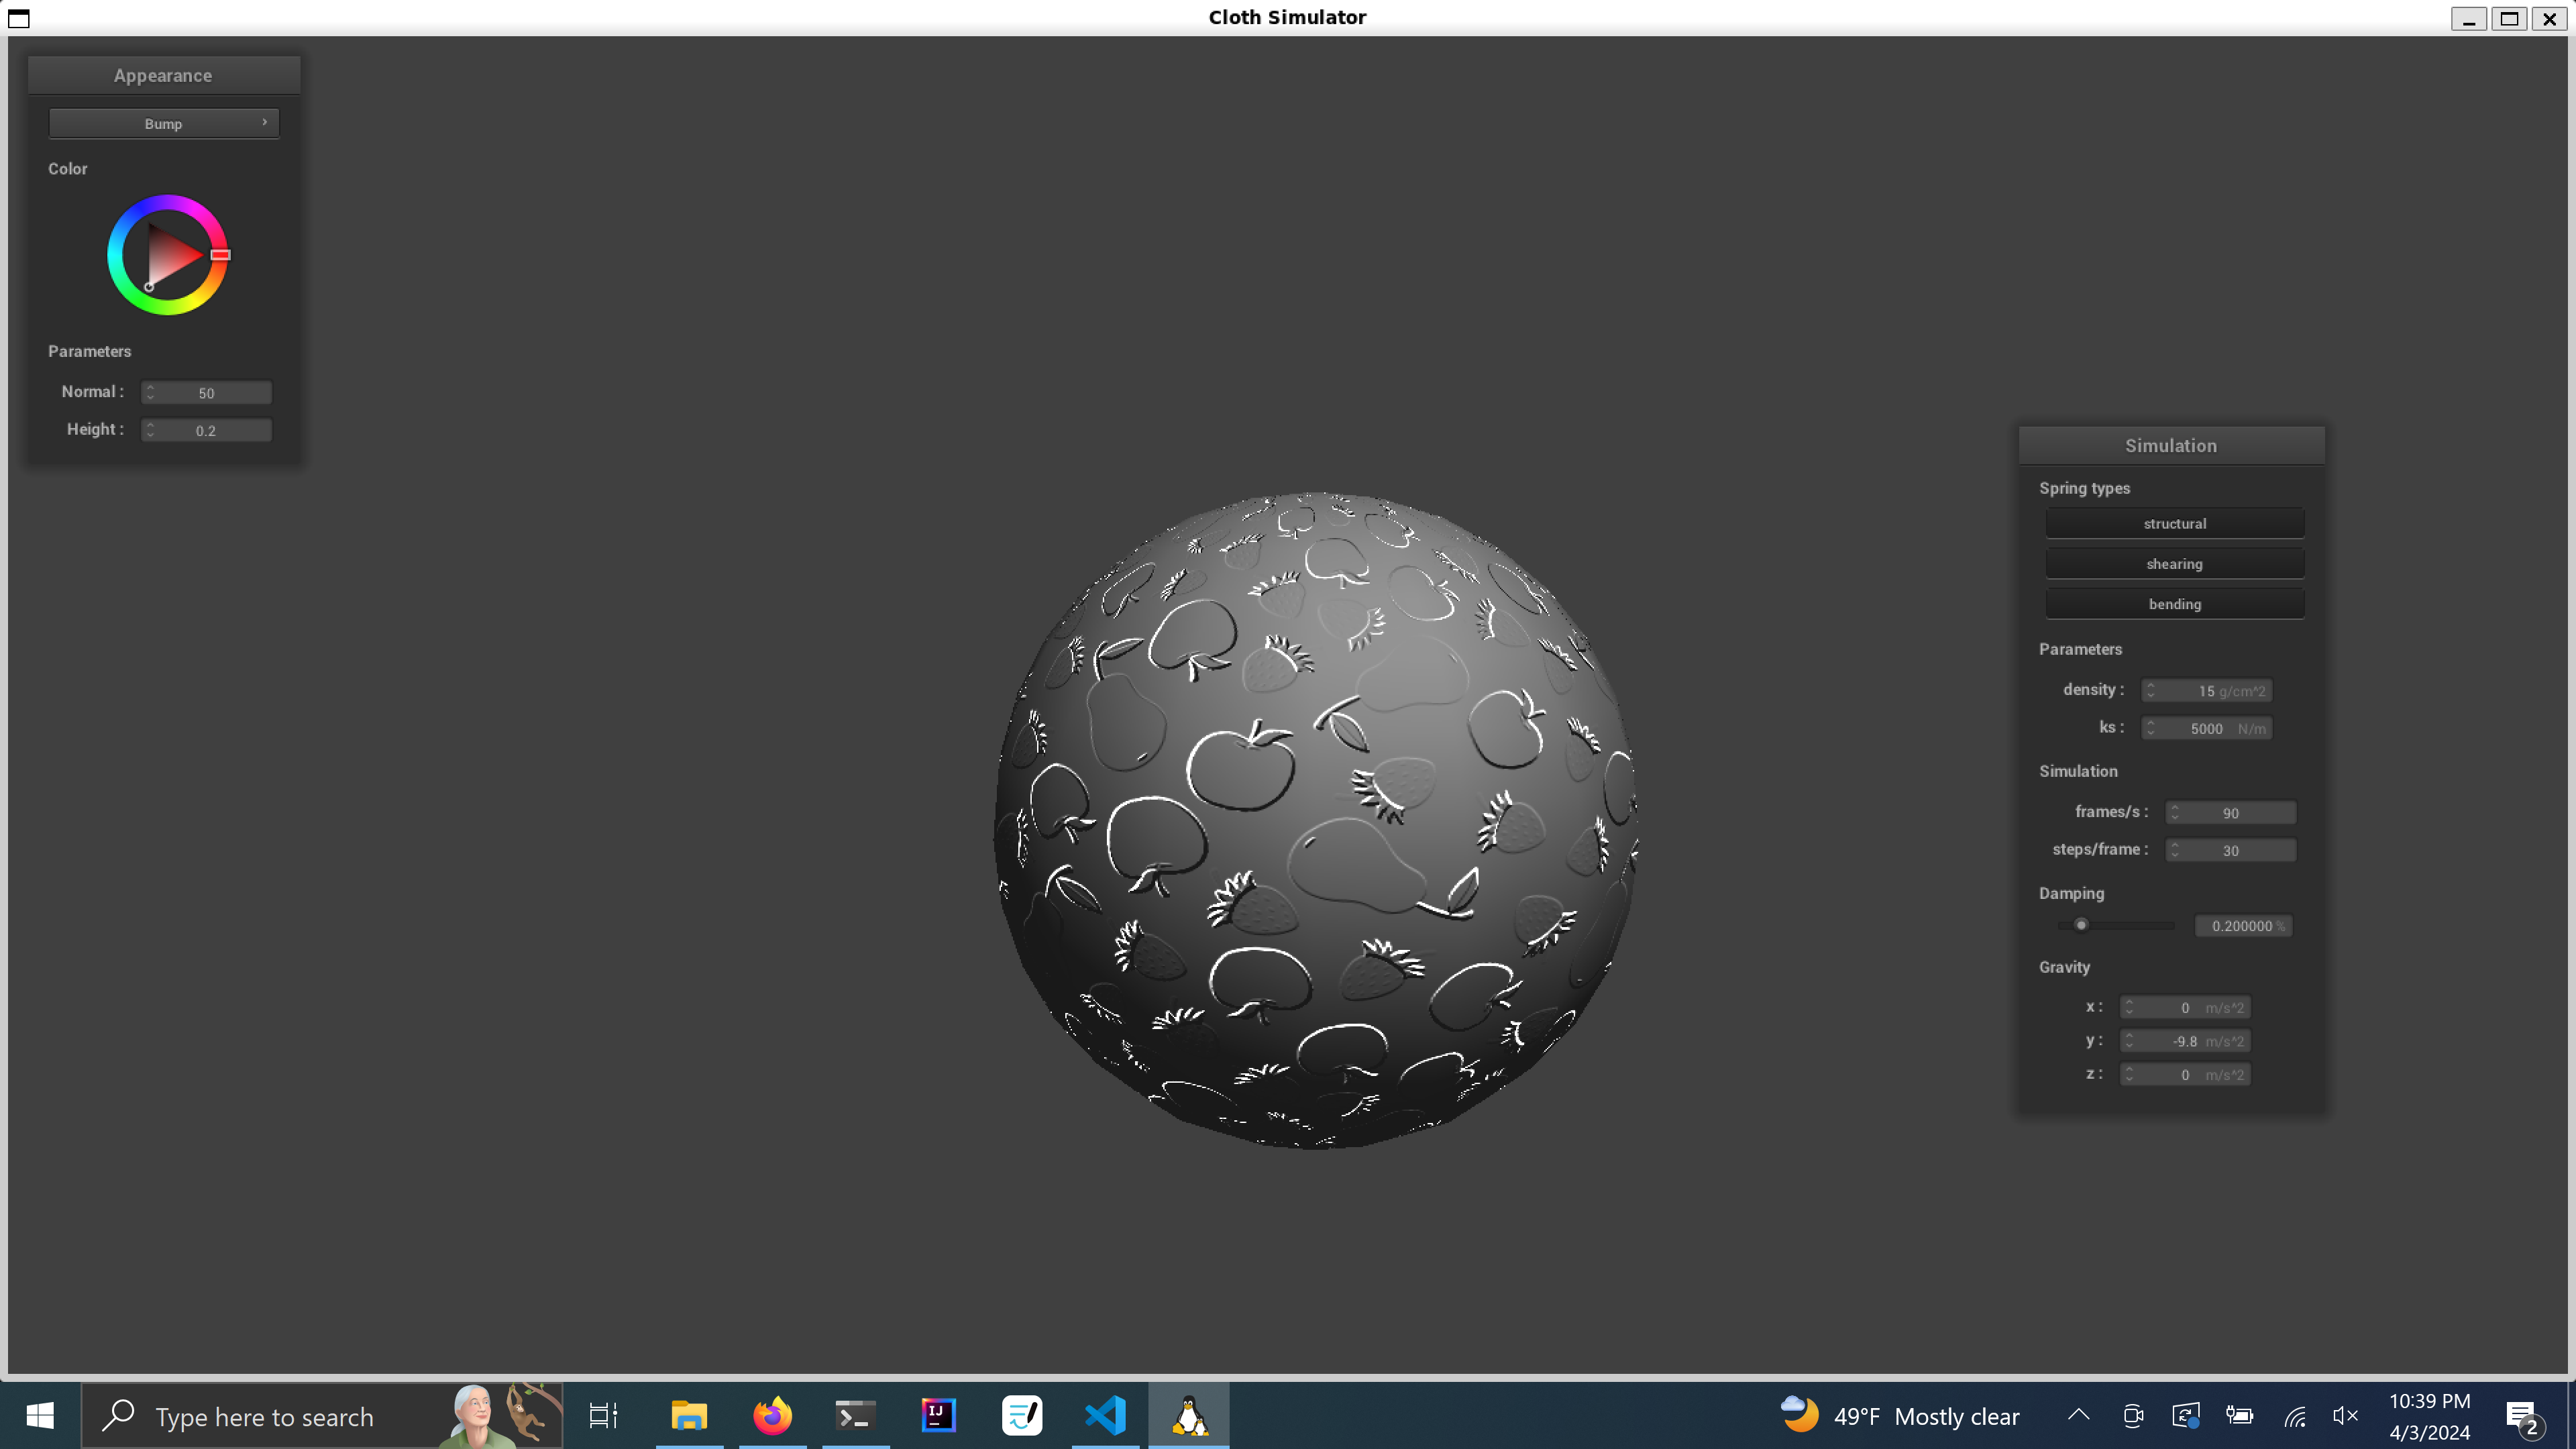 Cloth Simulator
Appearance
Bump
Color
Parameters
Normal : 50
Height : 0.2
Simulation
Spring types
structural
shearing
bending
Parameters
density : 15 g/cm^2
ks : 5000 N/m
Simulation
frames/s : 90
steps/frame : 30
Damping
0.200000 %
Gravity
x : 0 m/s^2
y : -9.8 m/s^2
z : 0 m/s^2
Type here to search
IJ
49°F Mostly clear
10:39 PM
4/3/2024
2